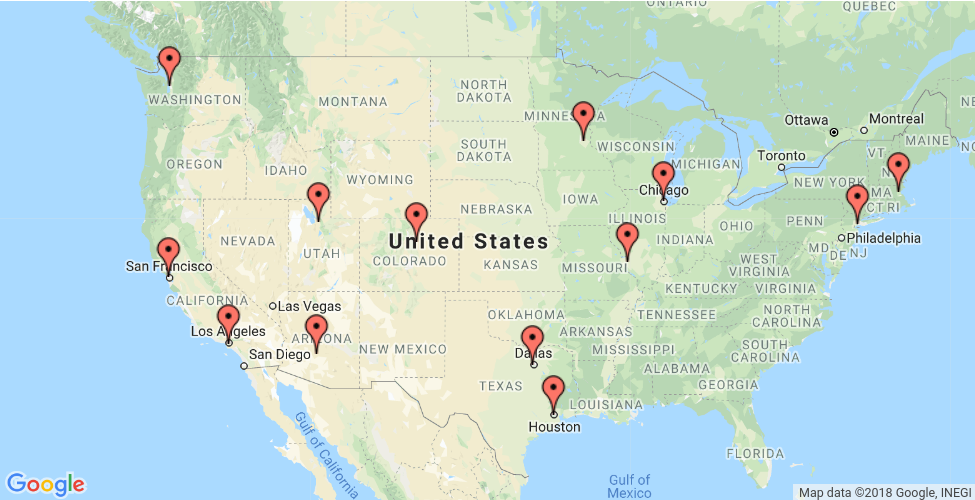 ONTARIO
QUEBEC
NORTH
DAKOTA
WASHINGTON
MONTANA
MINNES
Ottawa
Montreal
MAINE
WISCONSIN
MICHIGAN
VT
Toronto
SOUTH
DAKOTA
OREGON
IDAHO
WYOMING
NEW YORK
MA
CT RI
Chicago
IOWA
NEBRASKA
ILLINOIS
INDIANA
OHIO
PENN
Philadelphia
MD
DE NJ
NEVADA
UTAH
United States
COLORADO
KANSAS
MISSOURI
WEST
VIRGINIA
KENTUCKY
VIRGINIA
San Francisco
CALIFORNIA
Las Vegas
Los Angeles
San Diego
ARIZONA
NEW MEXICO
OKLAHOMA
ARKANSAS
TENNESSEE
NORTH
CAROLINA
SOUTH
CAROLINA
MISSISSIPPI
ALABAMA
GEORGIA
Dallas
TEXAS
LOUISIANA
Houston
FLORIDA
Gulf of California
Gulf of
Mexico
Google
Map data ©2018 Google, INEGI